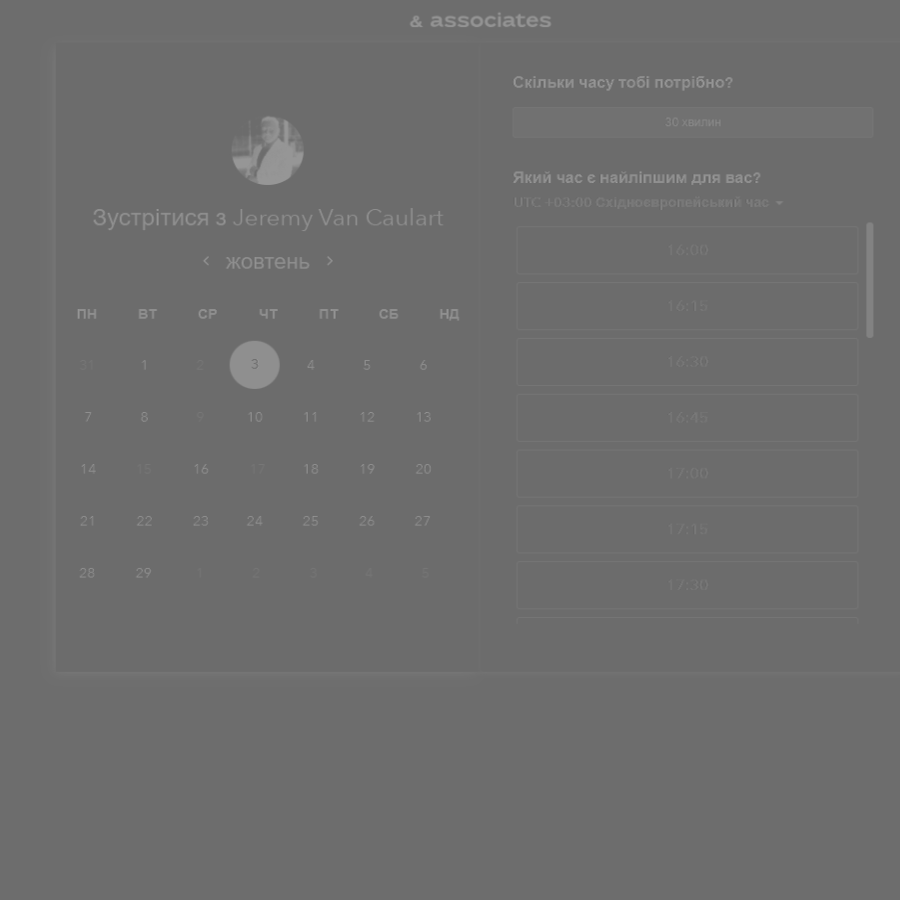 & associates
Зустрітися з Jeremy Van Caulart
жовтень
ПН ВТ СР ЧТ ПТ СБ НД
31 1 2 3 4 5 6
7 8 9 10 11 12 13
14 15 16 17 18 19 20
21 22 23 24 25 26 27
28 29 1 2 3 4 5
Скільки часу тобі потрібно?
30 хвилин
Який час є найліпшим для вас?
UTC +03:00 Східноєвропейський час
16:00
16:15
16:30
16:45
17:00
17:15
17:30